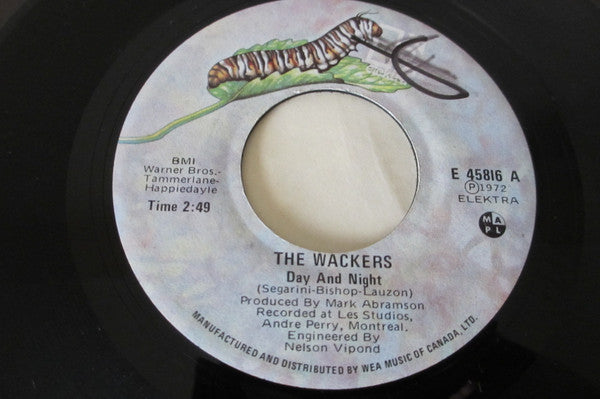 BMI
Warner Bros.-
Tammerlane-
Happiedayle
Time 2:49
E 45816 A
Ⓟ1972
ELEKTRA
M A
P L
THE WACKERS
Day And Night
(Segarini-Bishop-Lauzon)
Produced By Mark Abramson
Recorded at Les Studios,
Andre Perry, Montreal.
Engineered By
Nelson Vipond
MANUFACTURED AND DISTRIBUTED BY WEA MUSIC OF CANADA, LTD.